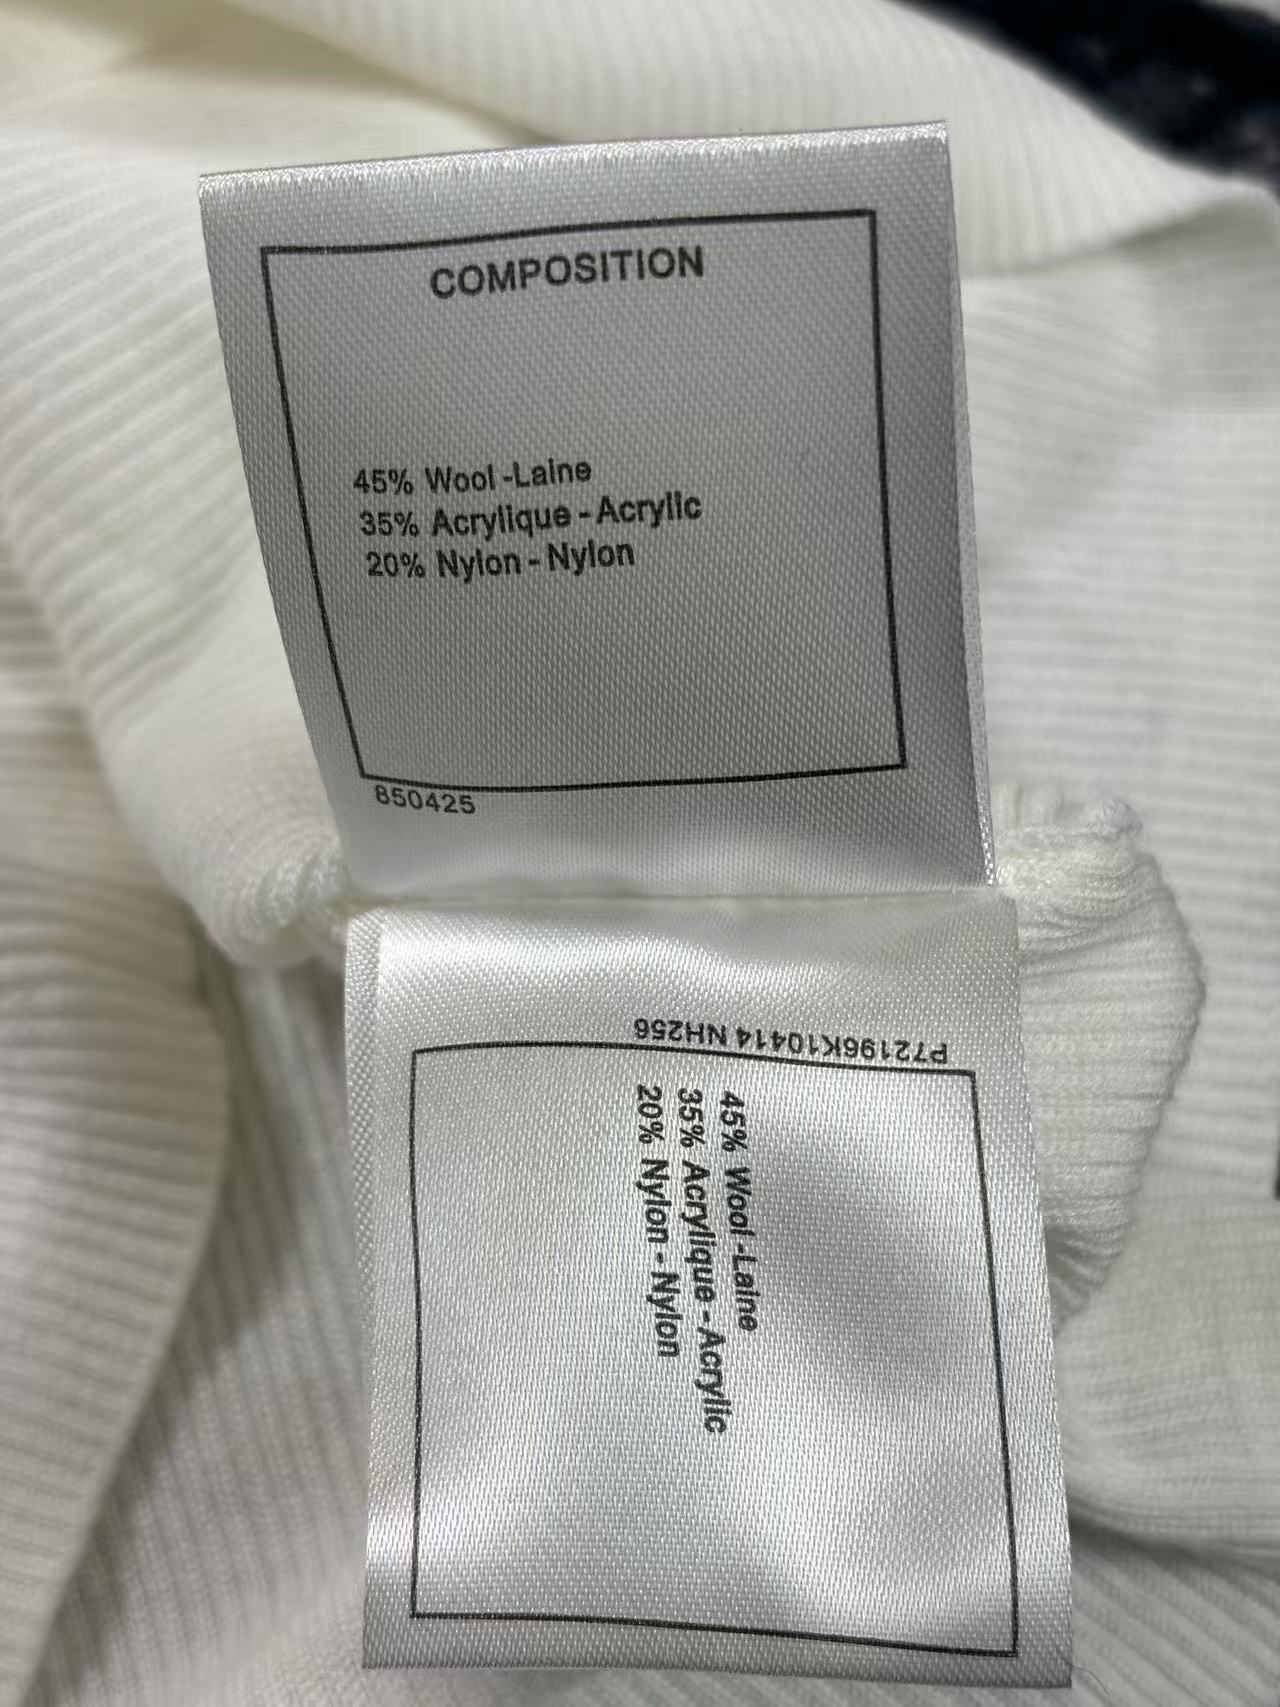 COMPOSITION
45% Wool -Laine
35% Acrylique - Acrylic
20% Nylon - Nylon
850425
P72196K10414 NH256
45% Wool -Laine
35% Acrylique - Acrylic
20% Nylon - Nylon